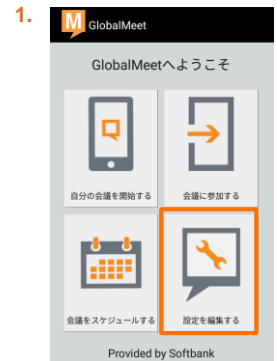 1.
GlobalMeet
GlobalMeetへようこそ
自分の会議を開始する
会議に参加する
会議をスケジュールする
設定を編集する
Provided by Softbank